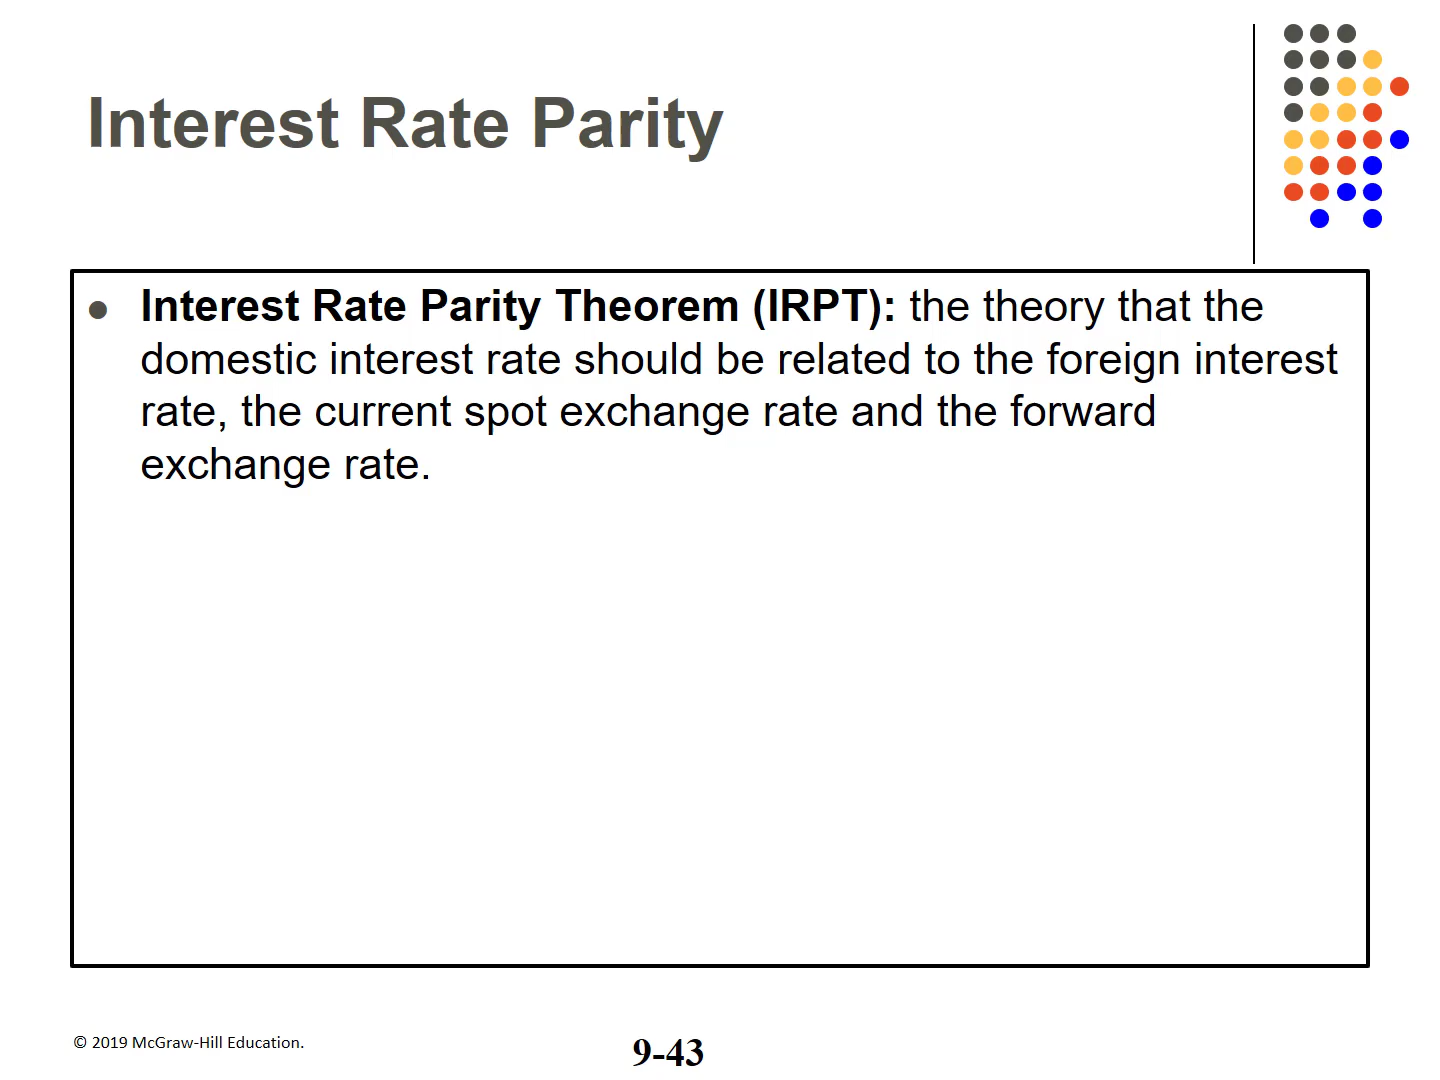 Interest Rate Parity
● Interest Rate Parity Theorem (IRPT): the theory that the
domestic interest rate should be related to the foreign interest
rate, the current spot exchange rate and the forward
exchange rate.
© 2019 McGraw-Hill Education.
9-43